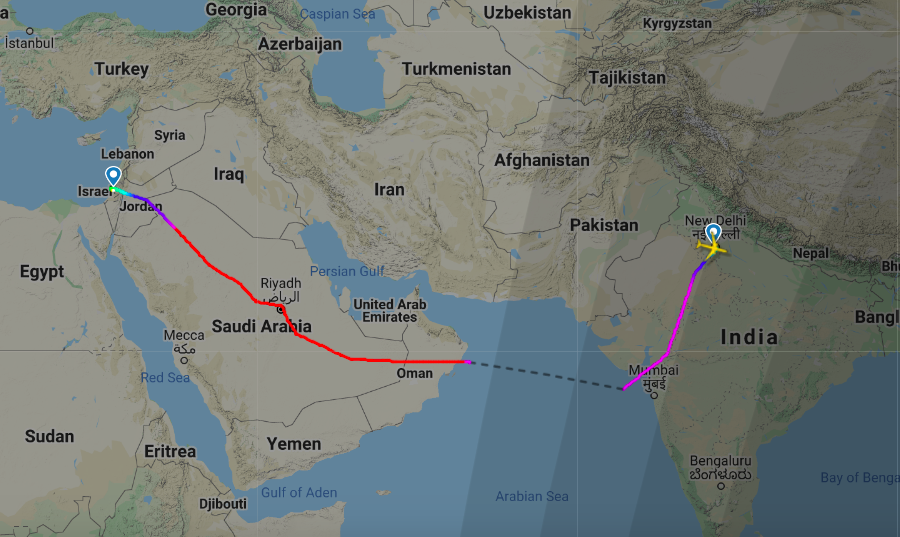 a
Georgia
Caspian Sea
Uzbekistan
Kyrgyzstan
İstanbul
Azerbaijan
Turkey
Turkmenistan
Tajikistan
Syria
Lebanon
Afghanistan
Iraq
Iran
Israel
Jordan
Pakistan
New Delhi
Nepal
Egypt
Persian Gulf
Bhu
Riyadh
الرياض
United Arab
Emirates
Saudi Arabia
Bangl
India
Mecca
مكة
Oman
Mumbai
मुंबई
Red Sea
Sudan
Yemen
Eritrea
Bengaluru
ಬೆಂಗಳೂರು
Bay of Benga
Gulf of Aden
Arabian Sea
Djibouti